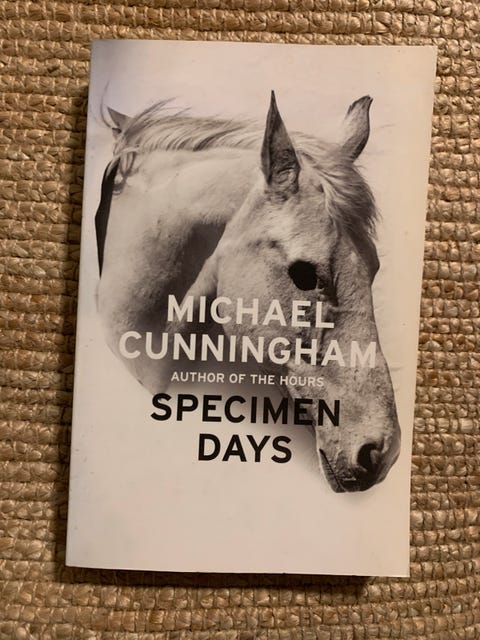 MICHAEL
CUNNINGHAM
AUTHOR OF THE HOURS
SPECIMEN
DAYS